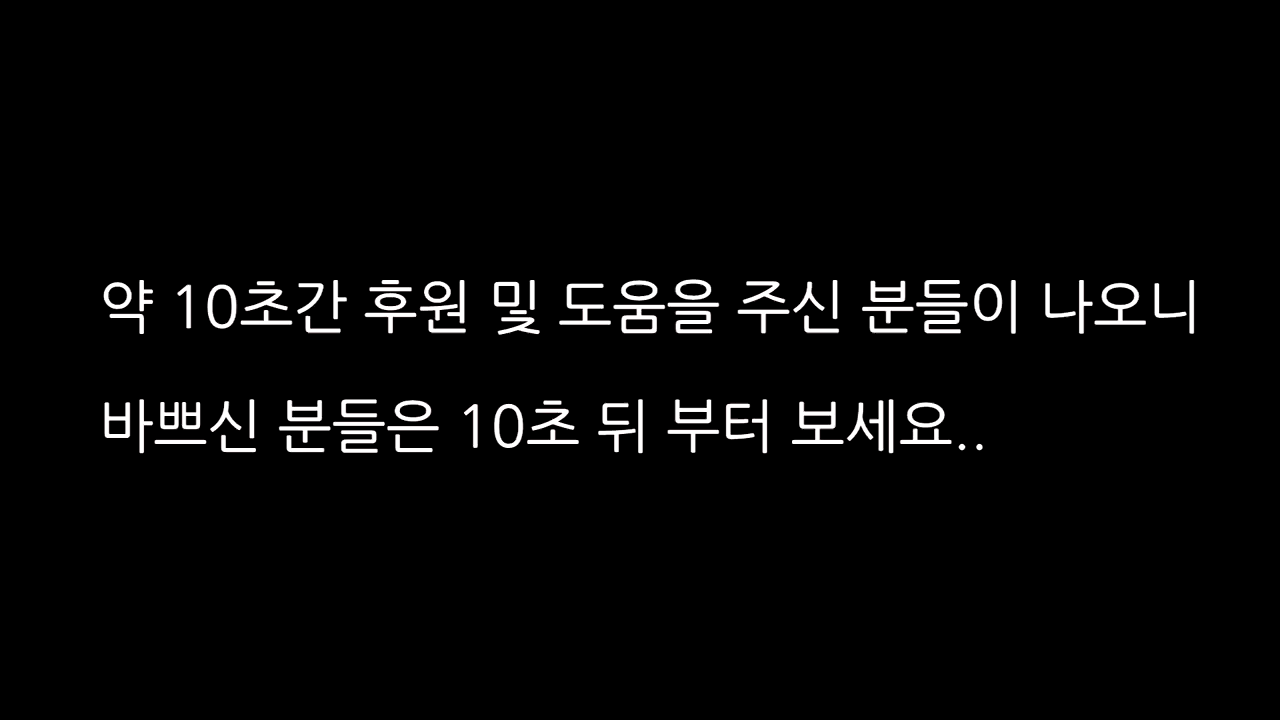 약 10초간 후원 및 도움을 주신 분들이 나오니
바쁘신 분들은 10초 뒤 부터 보세요..